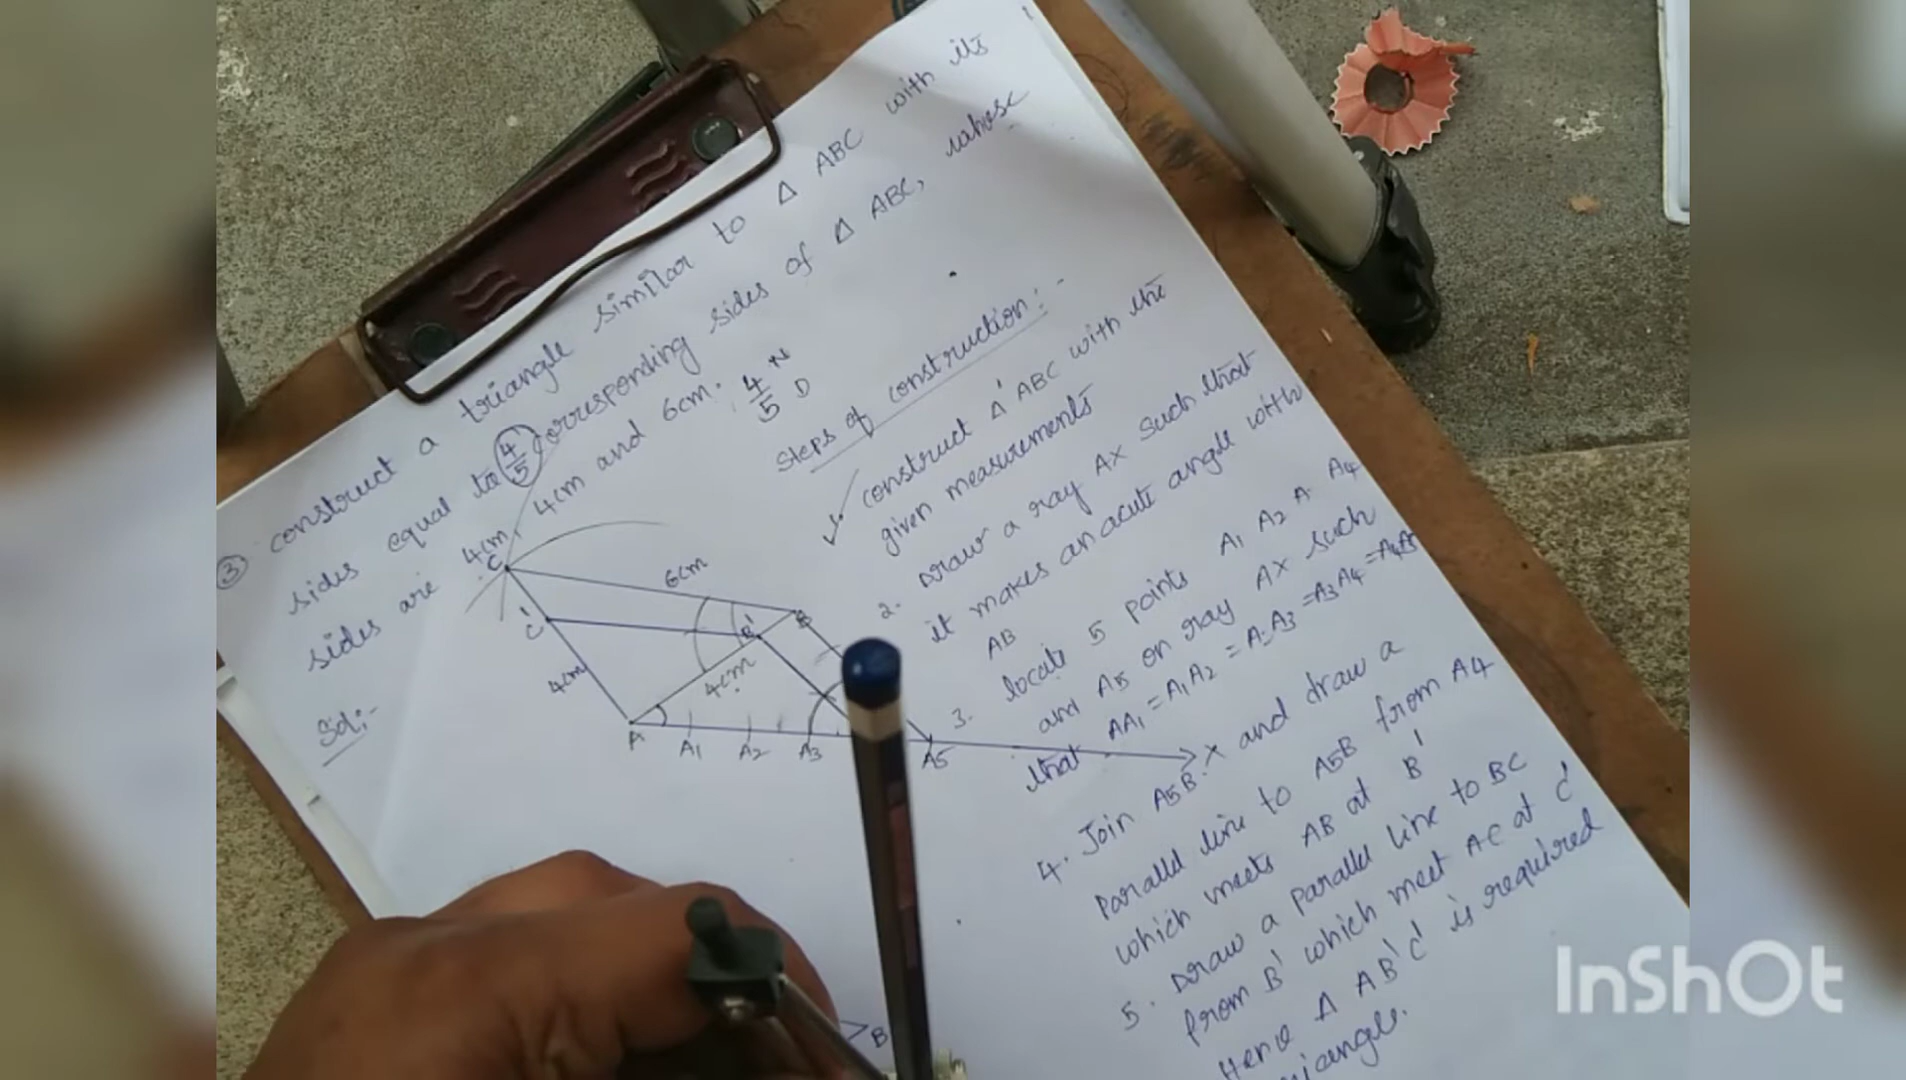 ③ construct a triangle similar to Δ ABC with its
sides equal to 4/5 corresponding sides of Δ ABC, whose
sides are 4cm, 4cm and 6cm. 4/5 N D
Sol:-
C
6cm
C'
B'
B
4cm
4cm
A
A1
A2
A3
A5
X
Steps of construction:-
construct Δ ABC with the
given measurements
2. Draw a ray AX such that
it makes an acute angle with
AB
3. locate 5 points A1 A2 A A4
and A5 on ray AX such
that AA1 = A1A2 = A A3 = A3A4 = A4A5
4. Join A5B and draw a
Parallel line to A5B from A4
which meets AB at B'
5. Draw a parallel line to BC
from B' which meet AC at C'
Hence Δ AB'C' is required
triangle.
B
InShOt